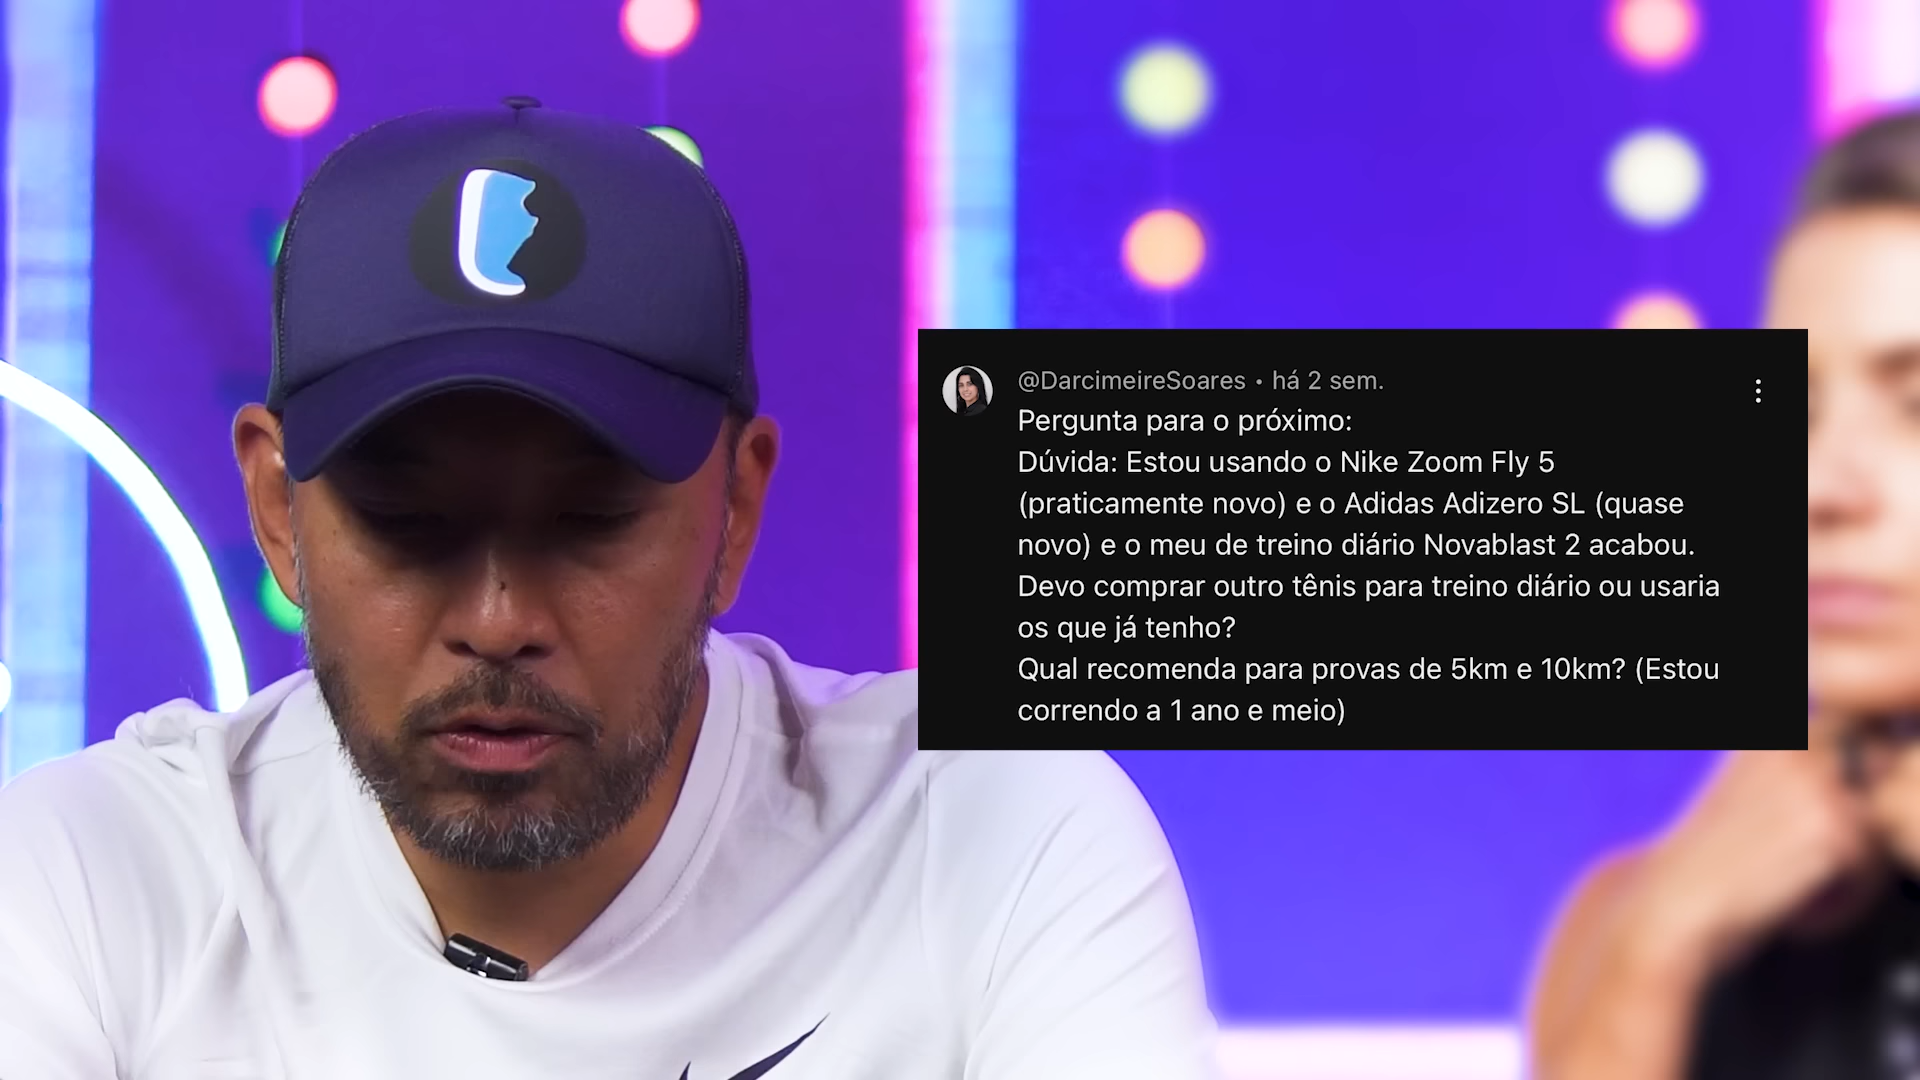 @DarcimeireSoares • há 2 sem.
Pergunta para o próximo:
Dúvida: Estou usando o Nike Zoom Fly 5
(praticamente novo) e o Adidas Adizero SL (quase
novo) e o meu de treino diário Novablast 2 acabou.
Devo comprar outro tênis para treino diário ou usaria
os que já tenho?
Qual recomenda para provas de 5km e 10km? (Estou
correndo a 1 ano e meio)